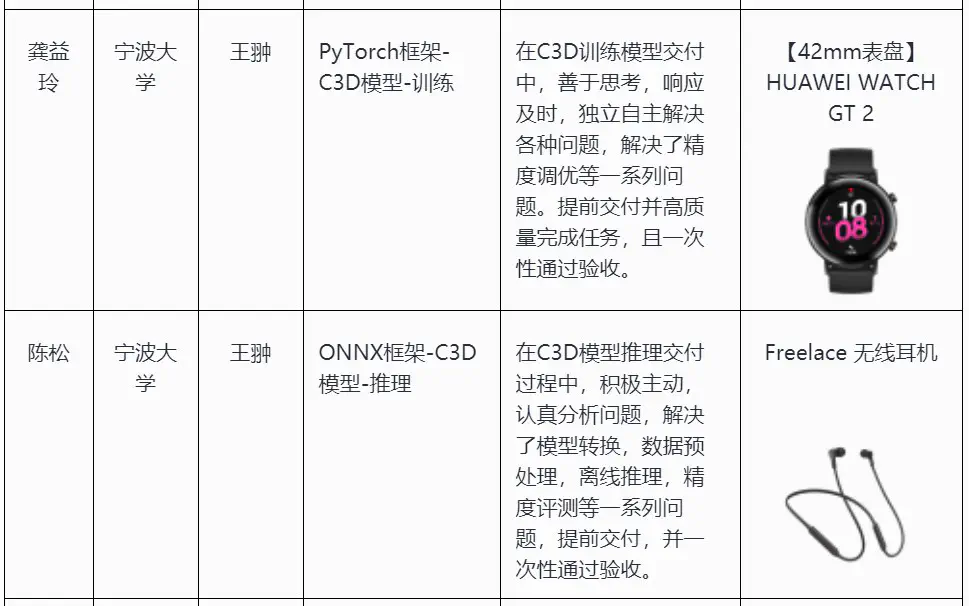 龚益
玲
宁波大
学
王翀
PyTorch框架-
C3D模型-训练
在C3D训练模型交付
中，善于思考，响应
及时，独立自主解决
各种问题，解决了精
度调优等一系列问
题。提前交付并高质
量完成任务，且一次
性通过验收。
【42mm表盘】
HUAWEI WATCH
GT 2
10
08
陈松
宁波大
学
王翀
ONNX框架-C3D
模型-推理
在C3D模型推理交付
过程中，积极主动，
认真分析问题，解决
了模型转换，数据预
处理，离线推理，精
度评测等一系列问
题，提前交付，并一
次性通过验收。
Freelace 无线耳机